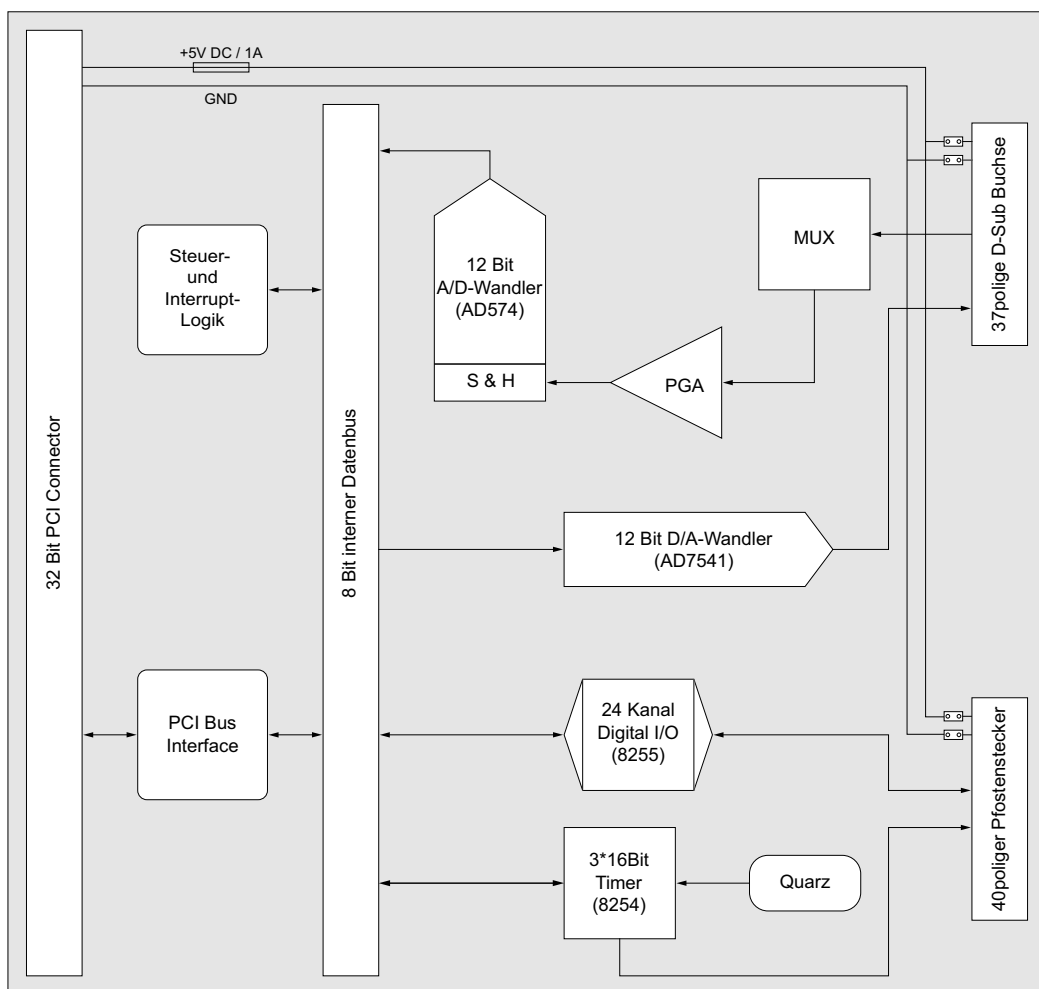 +5V DC / 1A
GND
32 Bit PCI Connector
8 Bit interner Datenbus
Steuer-
und
Interrupt-
Logik
12 Bit
A/D-Wandler
(AD574)
S & H
MUX
PGA
37polige D-Sub Buchse
12 Bit D/A-Wandler
(AD7541)
PCI Bus
Interface
24 Kanal
Digital I/O
(8255)
3*16Bit
Timer
(8254)
Quarz
40poliger Pfostenstecker